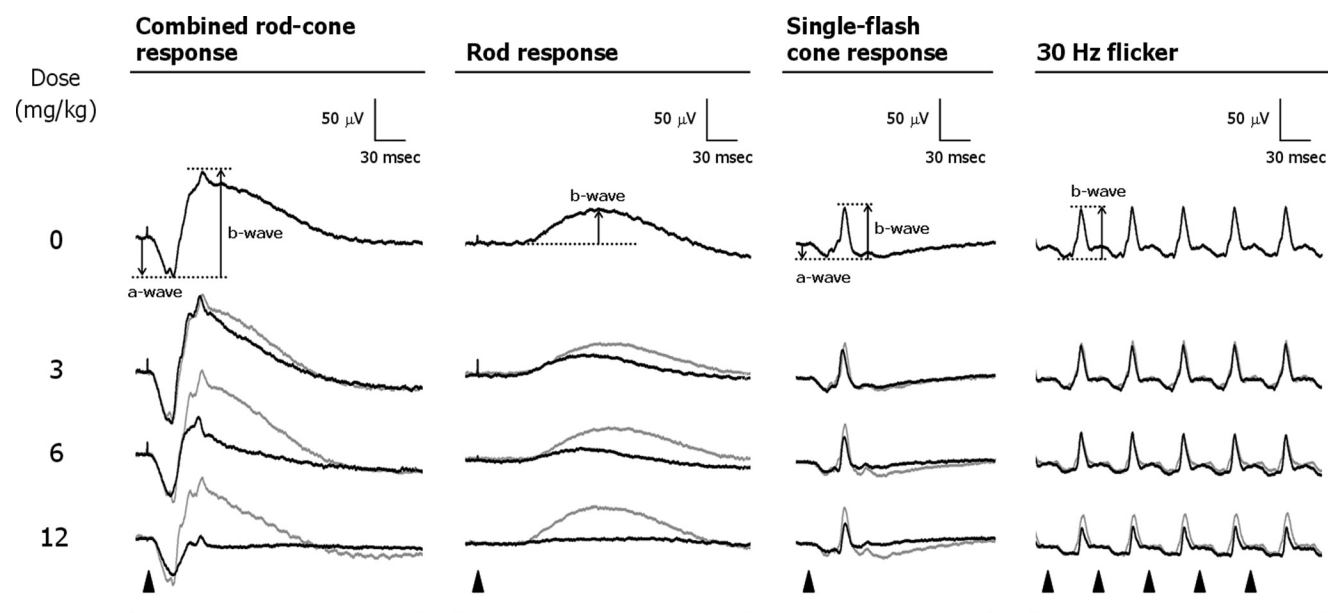 Combined rod-cone
response
Rod response
Single-flash
cone response
30 Hz flicker
Dose
(mg/kg)
50 μV
30 msec
50 μV
30 msec
50 μV
30 msec
50 μV
30 msec
0
b-wave
a-wave
b-wave
b-wave
a-wave
b-wave
3
6
12